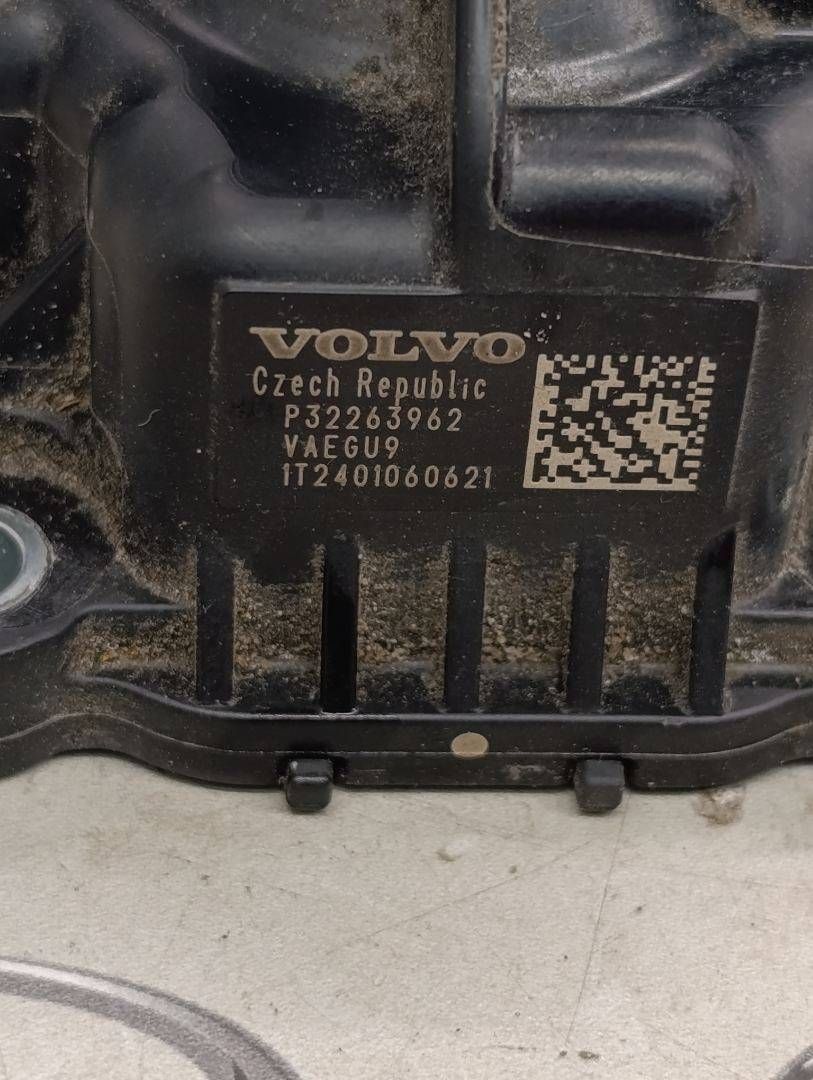 VOLVO
Czech Republic
P32263962
VAEGU9
1T2401060621